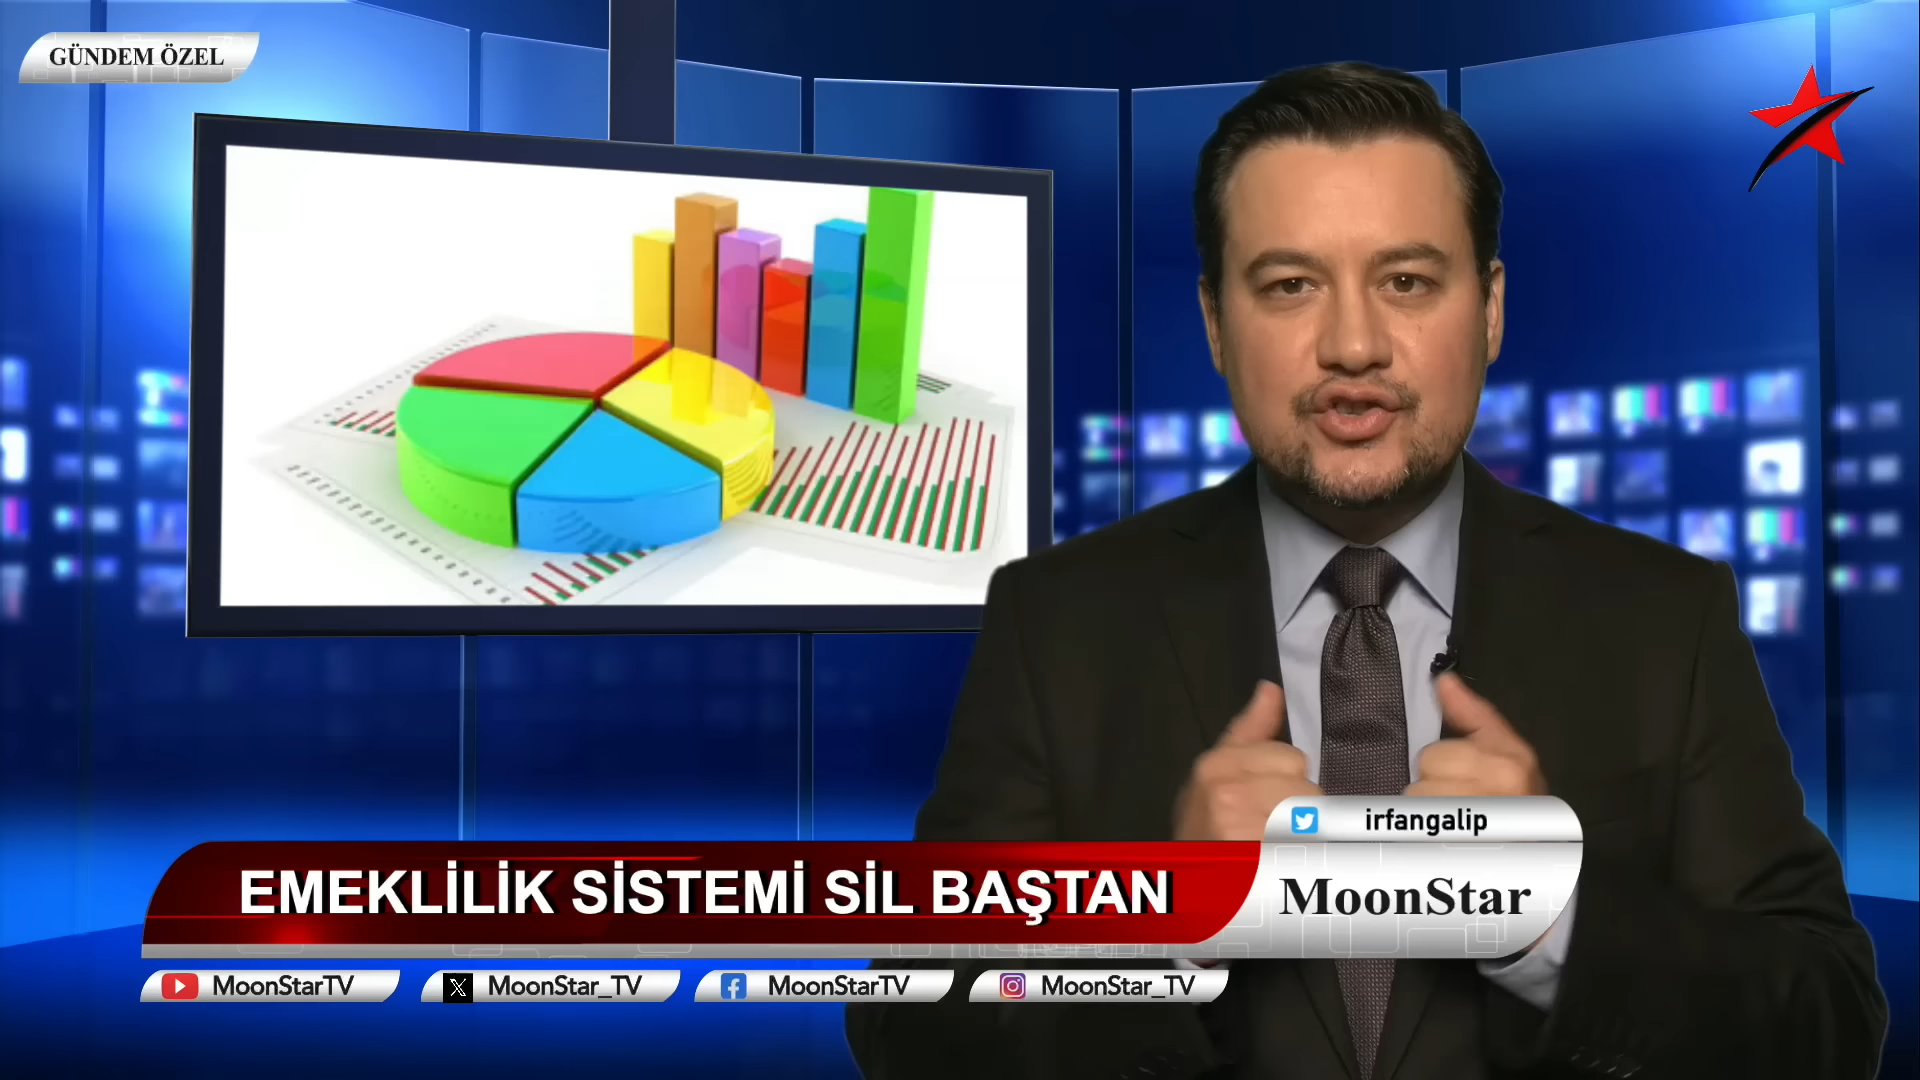 GÜNDEM ÖZEL
irfangalip
EMEKLİLİK SİSTEMİ SİL BAŞTAN
MoonStar
MoonStarTV
MoonStar_TV
MoonStarTV
MoonStar_TV